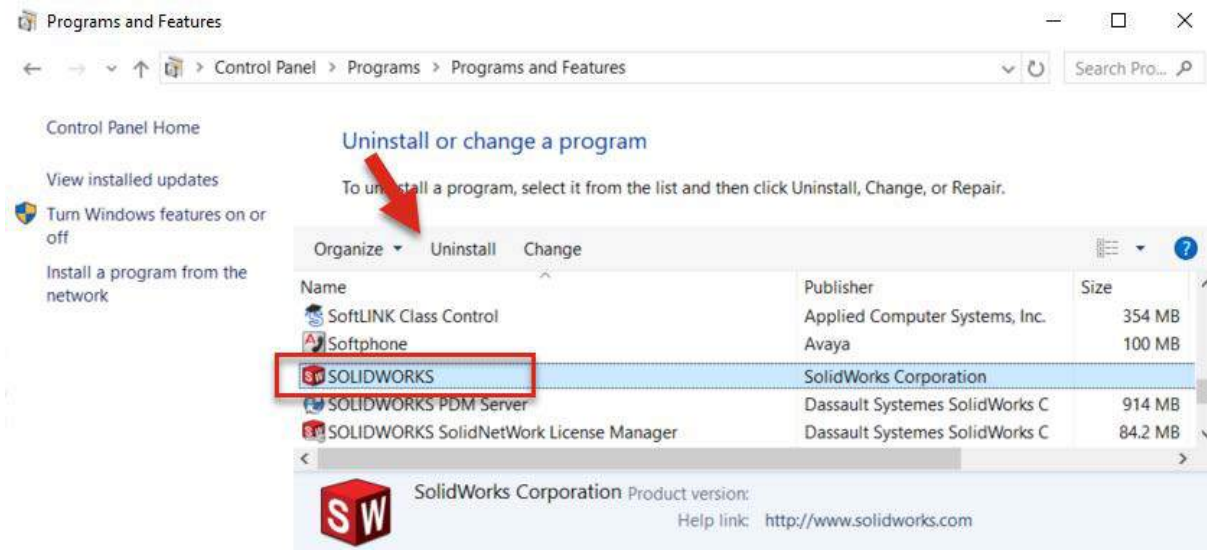 Programs and Features
Control Panel > Programs > Programs and Features
Search Pro...
Control Panel Home
View installed updates
Turn Windows features on or
off
Install a program from the
network
Uninstall or change a program
To uninstall a program, select it from the list and then click Uninstall, Change, or Repair.
Organize Uninstall Change
Name Publisher Size
SoftLINK Class Control Applied Computer Systems, Inc. 354 MB
Softphone Avaya 100 MB
SOLIDWORKS SolidWorks Corporation
SOLIDWORKS PDM Server Dassault Systemes SolidWorks C 914 MB
SOLIDWORKS SolidNetWork License Manager Dassault Systemes SolidWorks C 84.2 MB
SW
SolidWorks Corporation Product version:
Help link: http://www.solidworks.com